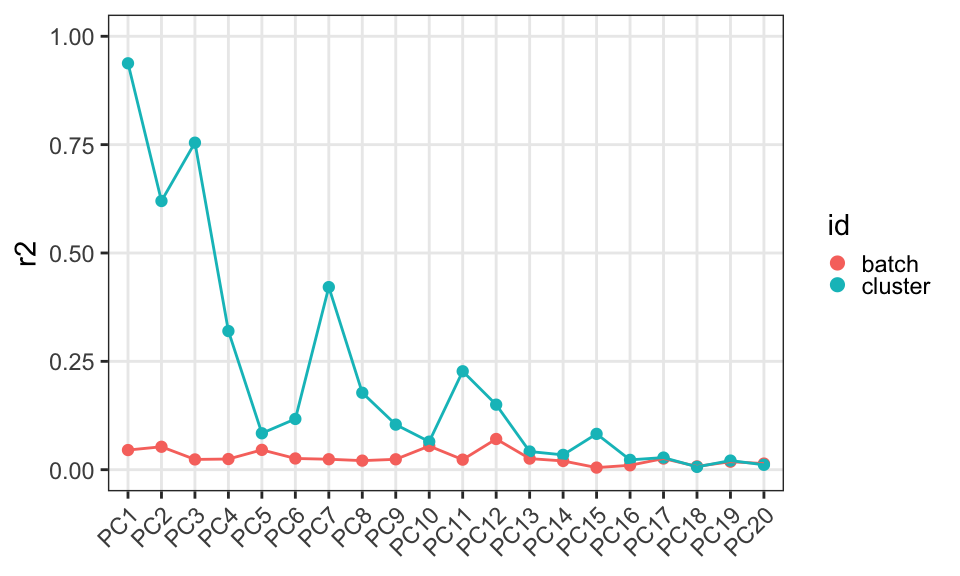 1.00
0.75
0.50
0.25
0.00
r2
PC1
PC2
PC3
PC4
PC5
PC6
PC7
PC8
PC9
PC10
PC11
PC12
PC13
PC14
PC15
PC16
PC17
PC18
PC19
PC20
id
batch
cluster